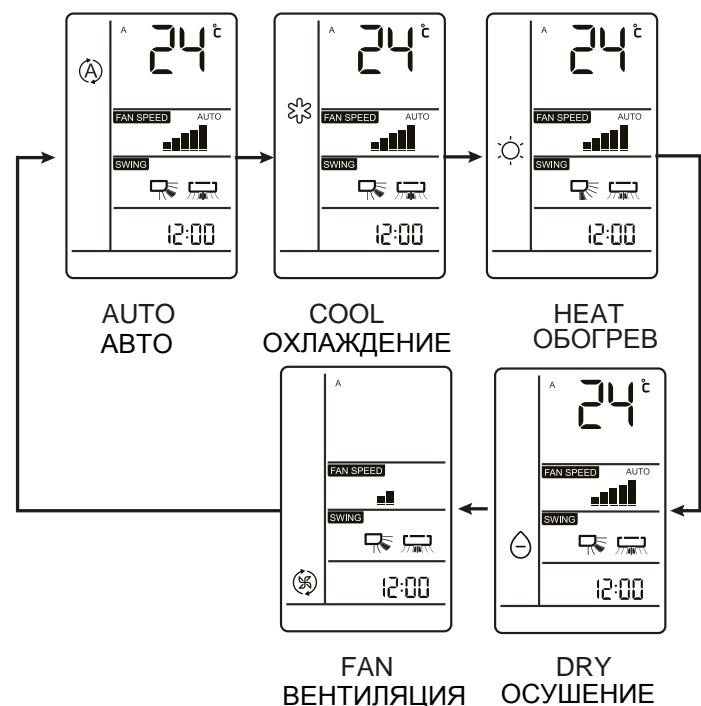 A
24 °C
FAN SPEED AUTO
SWING
12:00
AUTO
АВТО
A
24 °C
FAN SPEED AUTO
SWING
12:00
COOL
ОХЛАЖДЕНИЕ
A
24 °C
FAN SPEED AUTO
SWING
12:00
HEAT
ОБОГРЕВ
A
FAN SPEED
SWING
12:00
FAN
ВЕНТИЛЯЦИЯ
A
24 °C
FAN SPEED AUTO
SWING
12:00
DRY
ОСУШЕНИЕ